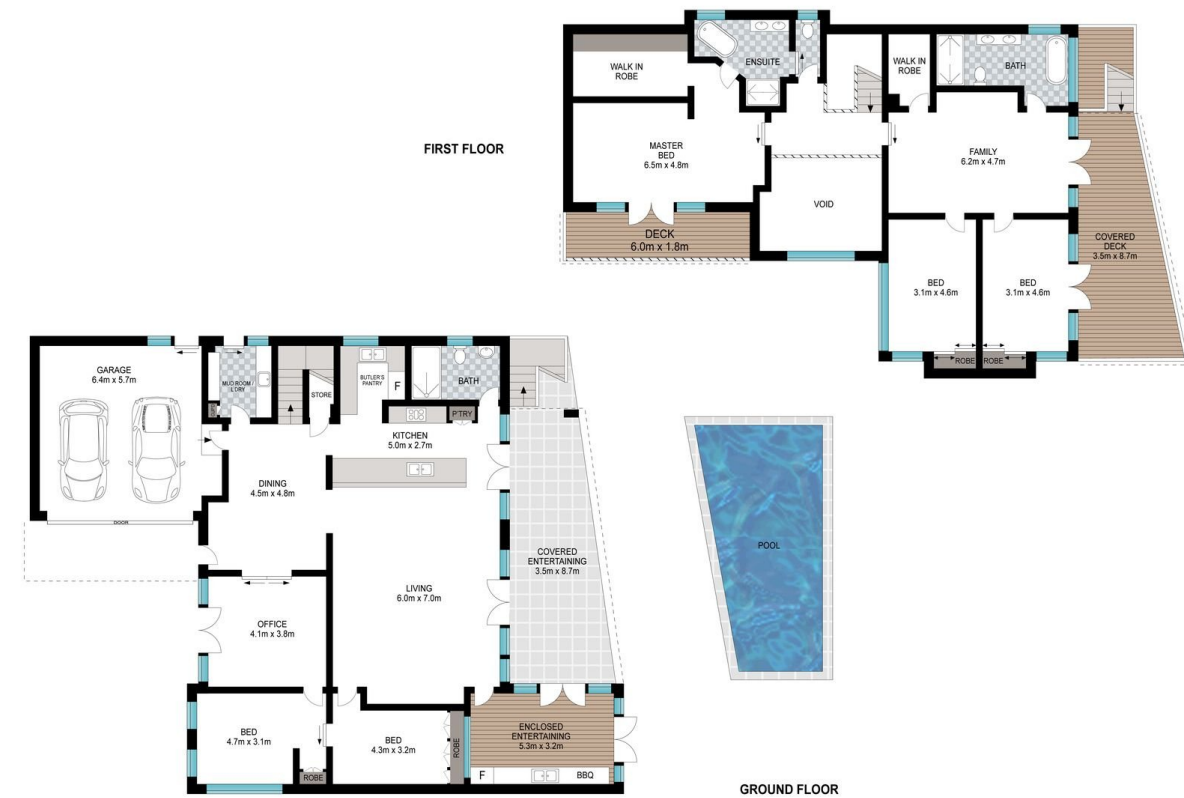 FIRST FLOOR
WALK IN
ROBE
ENSUITE
WALK IN
ROBE
BATH
MASTER
BED
6.5m x 4.8m
FAMILY
6.2m x 4.7m
VOID
DECK
6.0m x 1.8m
COVERED
DECK
3.5m x 8.7m
BED
3.1m x 4.6m
BED
3.1m x 4.6m
ROBE
ROBE
GARAGE
6.4m x 5.7m
MUD ROOM /
L'DRY
STORE
BUTLER'S
PANTRY
F
BATH
P'TRY
KITCHEN
5.0m x 2.7m
DINING
4.5m x 4.8m
DOOR
COVERED
ENTERTAINING
3.5m x 8.7m
POOL
LIVING
6.0m x 7.0m
OFFICE
4.1m x 3.8m
BED
4.7m x 3.1m
ROBE
BED
4.3m x 3.2m
ROBE
ENCLOSED
ENTERTAINING
5.3m x 3.2m
F
BBQ
GROUND FLOOR